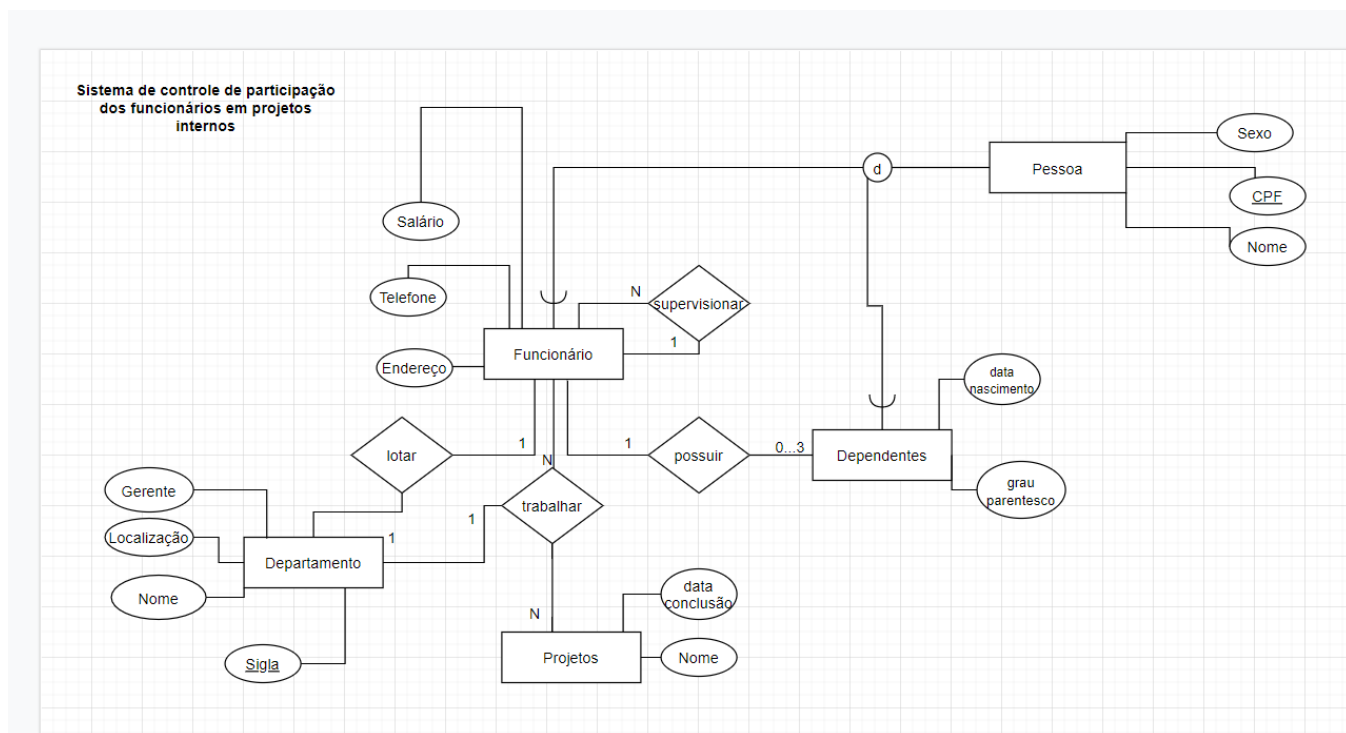 Sistema de controle de participação
dos funcionários em projetos
internos
Sexo
d
Pessoa
CPF
Salário
Nome
N
supervisionar
Telefone
1
Funcionário
Endereço
data
nascimento
1
1
0...3
lotar
possuir
Dependentes
N
grau
parentesco
Gerente
trabalhar
1
Localização
1
Departamento
data
conclusão
Nome
N
Projetos
Nome
Sigla